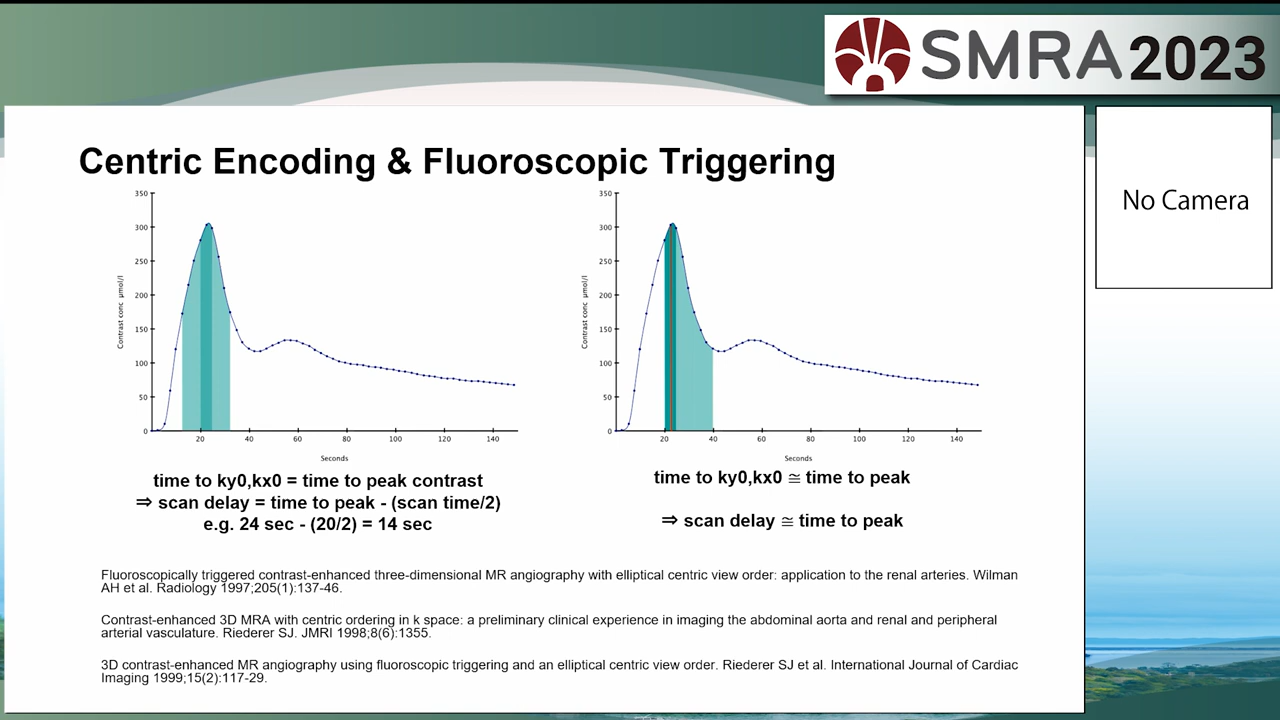 SMRA 2023
No Camera
Centric Encoding & Fluoroscopic Triggering
350
300
250
200
150
100
50
0
Contrast conc µmol/l
20 40 60 80 100 120 140
Seconds
time to ky0,kx0 = time to peak contrast
⇒ scan delay = time to peak - (scan time/2)
e.g. 24 sec - (20/2) = 14 sec
350
300
250
200
150
100
50
0
Contrast conc µmol/l
20 40 60 80 100 120 140
Seconds
time to ky0,kx0 ≅ time to peak
⇒ scan delay ≅ time to peak
Fluoroscopically triggered contrast-enhanced three-dimensional MR angiography with elliptical centric view order: application to the renal arteries. Wilman
AH et al. Radiology 1997;205(1):137-46.
Contrast-enhanced 3D MRA with centric ordering in k space: a preliminary clinical experience in imaging the abdominal aorta and renal and peripheral
arterial vasculature. Riederer SJ. JMRI 1998;8(6):1355.
3D contrast-enhanced MR angiography using fluoroscopic triggering and an elliptical centric view order. Riederer SJ et al. International Journal of Cardiac
Imaging 1999;15(2):117-29.